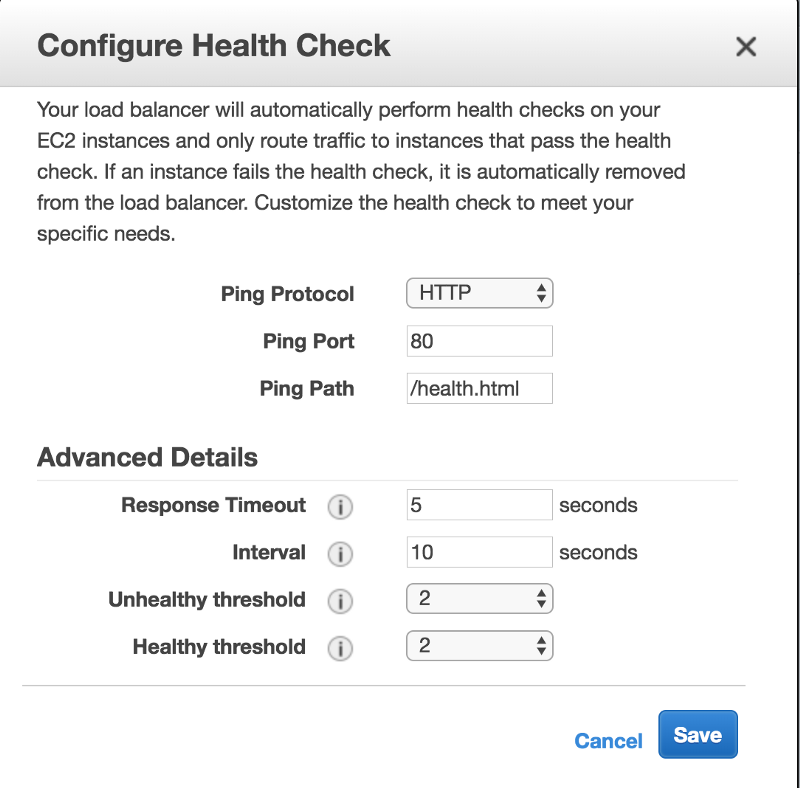 Configure Health Check
Your load balancer will automatically perform health checks on your
EC2 instances and only route traffic to instances that pass the health
check. If an instance fails the health check, it is automatically removed
from the load balancer. Customize the health check to meet your
specific needs.
Ping Protocol HTTP
Ping Port 80
Ping Path /health.html
Advanced Details
Response Timeout i 5 seconds
Interval i 10 seconds
Unhealthy threshold i 2
Healthy threshold i 2
Cancel Save